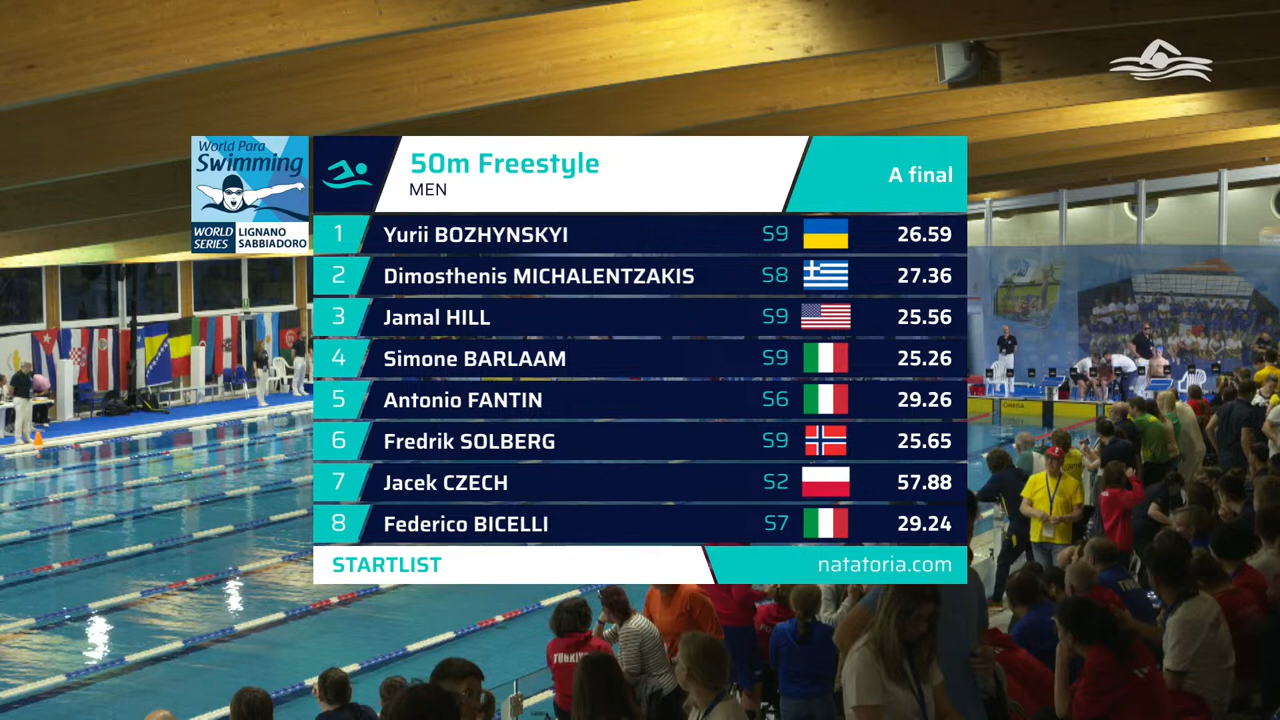 World Para
Swimming
WORLD SERIES LIGNANO SABBIADORO
50m Freestyle
MEN
A final
1 Yurii BOZHYNSKYI S9 26.59
2 Dimosthenis MICHALENTZAKIS S8 27.36
3 Jamal HILL S9 25.56
4 Simone BARLAAM S9 25.26
5 Antonio FANTIN S6 29.26
6 Fredrik SOLBERG S9 25.65
7 Jacek CZECH S2 57.88
8 Federico BICELLI S7 29.24
STARTLIST natatoria.com
TÜRKİYE